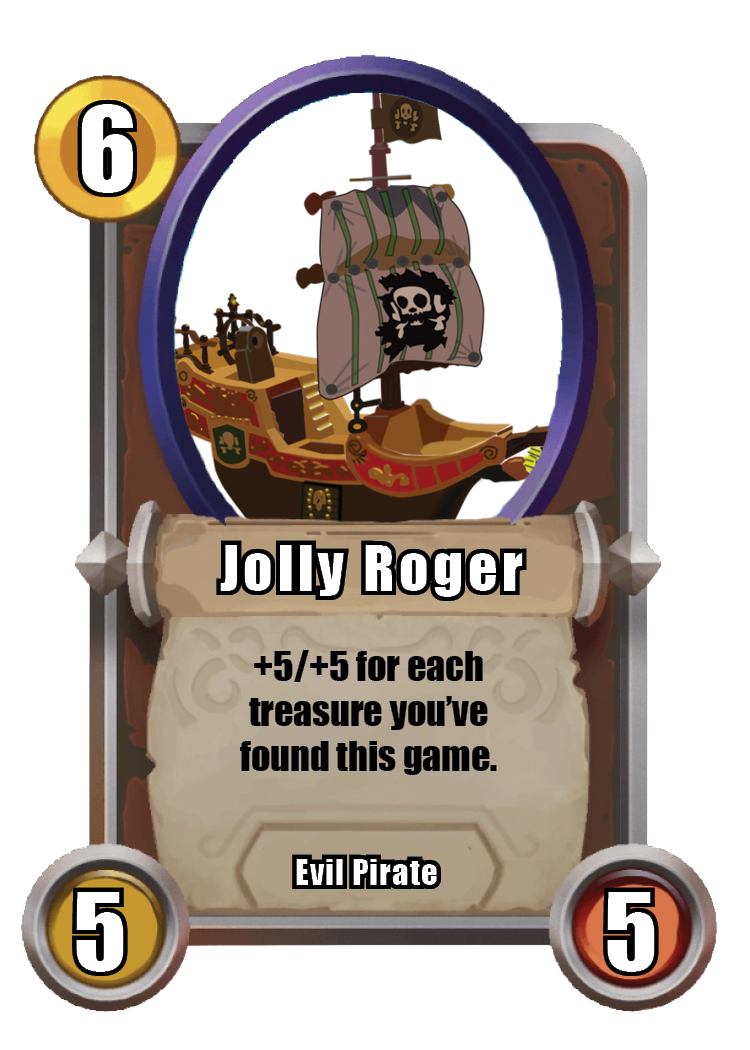 6
Jolly Roger
+5/+5 for each
treasure you’ve
found this game.
Evil Pirate
5
5